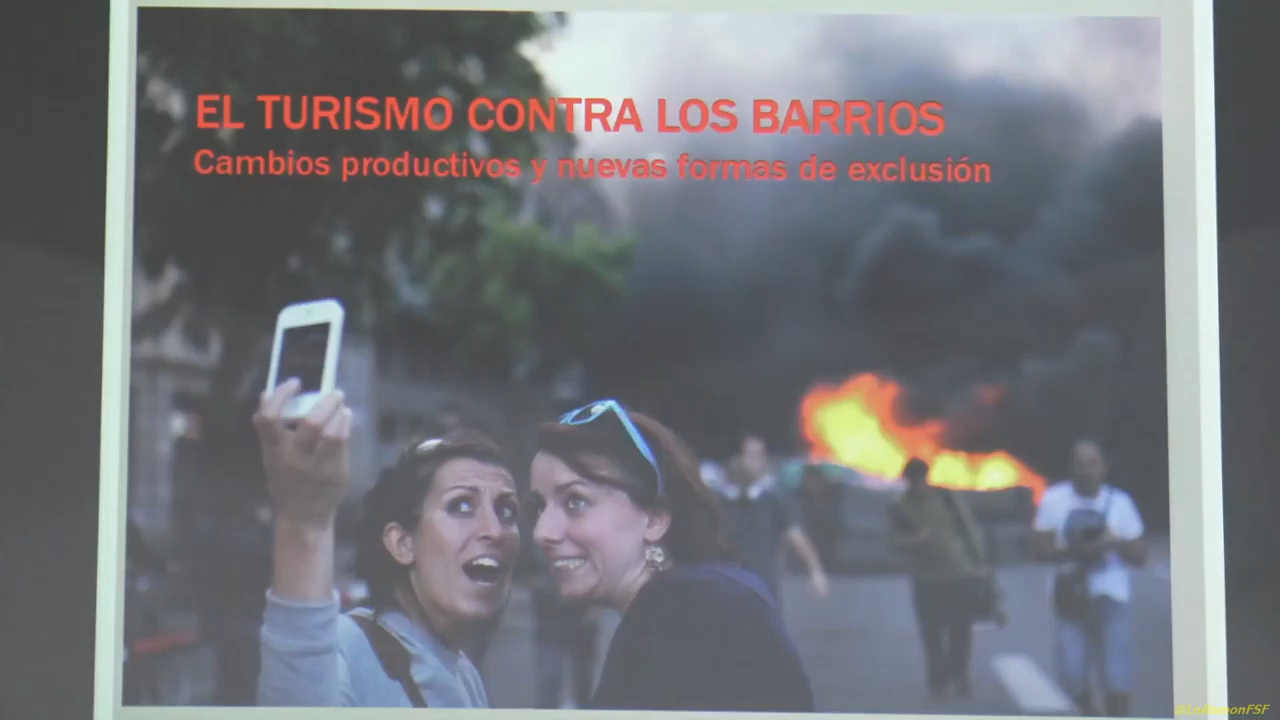 EL TURISMO CONTRA LOS BARRIOS
Cambios productivos y nuevas formas de exclusión